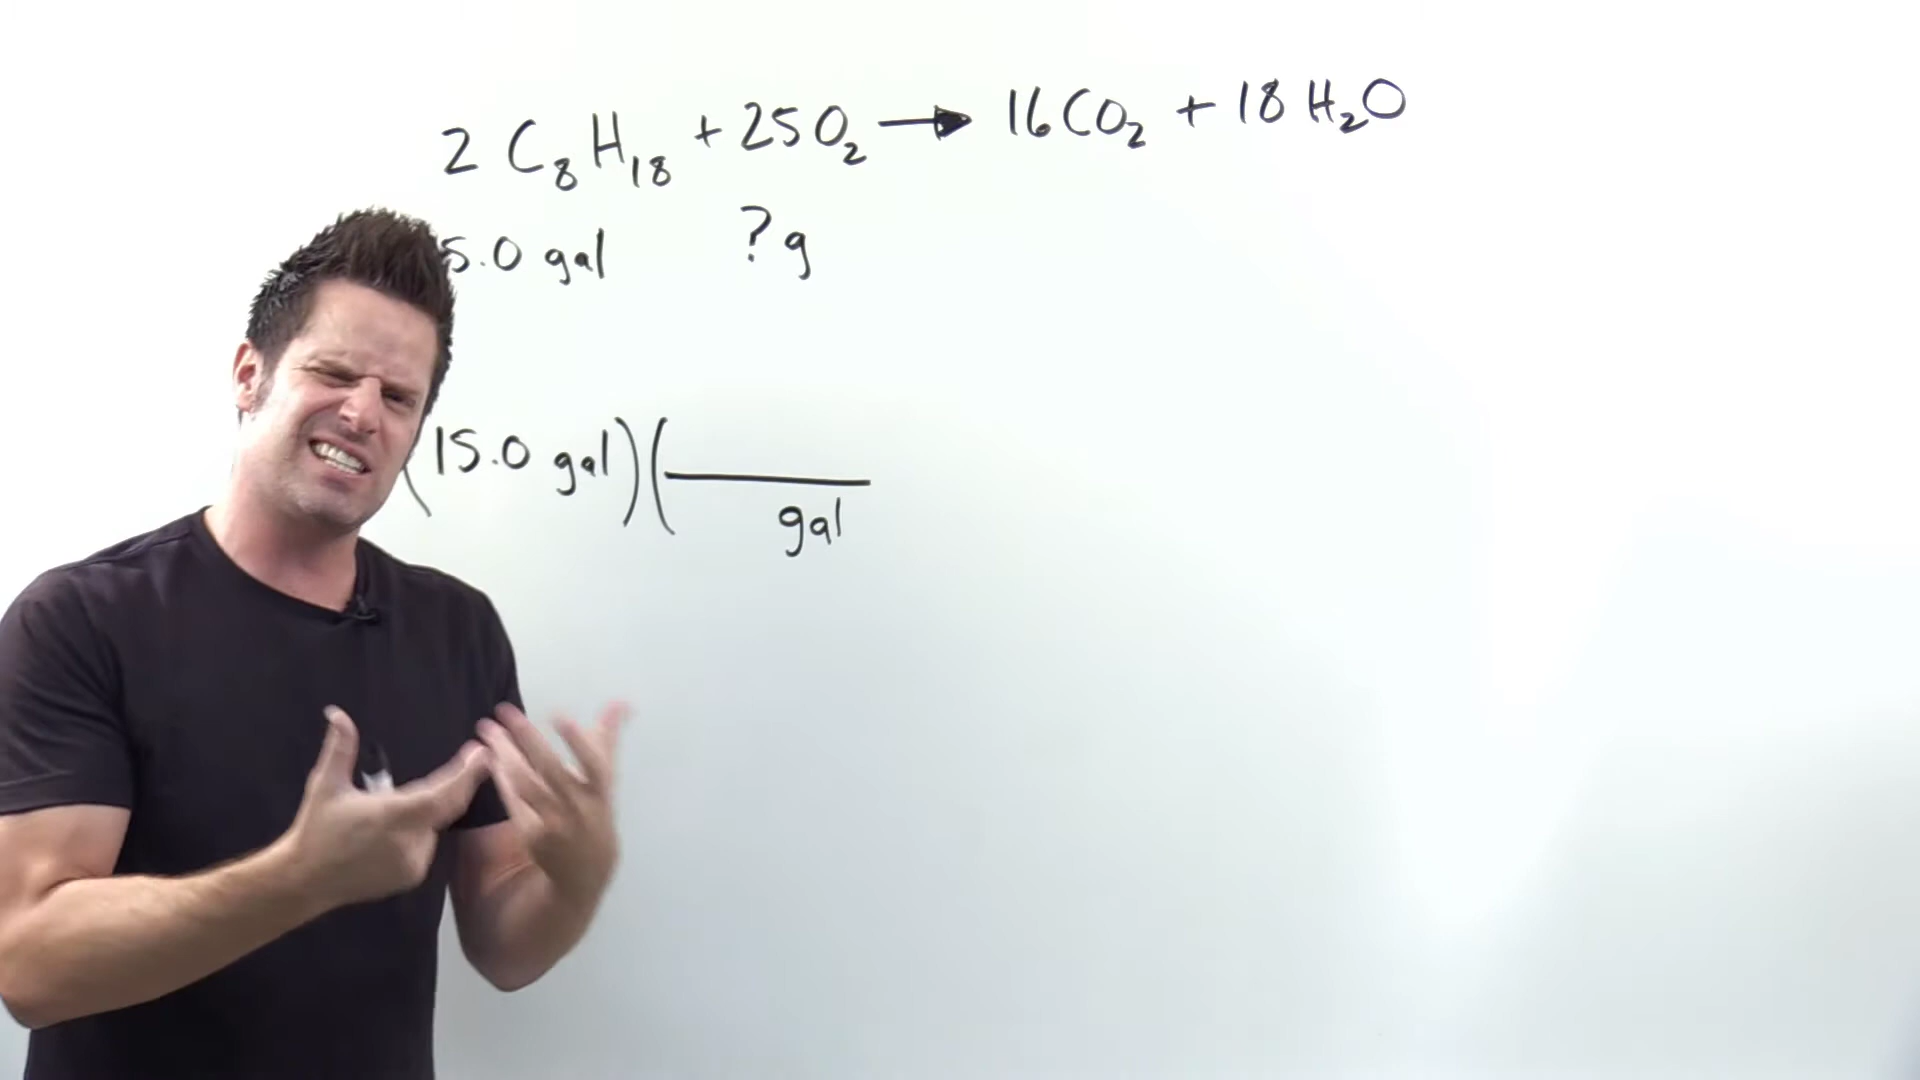 2 C₈H₁₈ + 25 O₂ → 16 CO₂ + 18 H₂O
5.0 gal ? g
(15.0 gal)(
gal